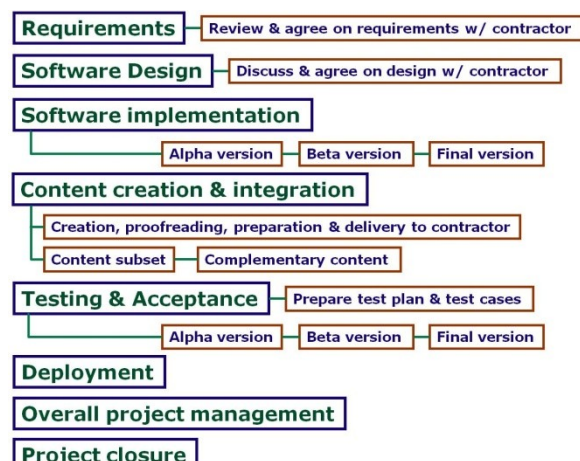 Requirements
Review & agree on requirements w/ contractor
Software Design
Discuss & agree on design w/ contractor
Software implementation
Alpha version
Beta version
Final version
Content creation & integration
Creation, proofreading, preparation & delivery to contractor
Content subset
Complementary content
Testing & Acceptance
Prepare test plan & test cases
Alpha version
Beta version
Final version
Deployment
Overall project management
Project closure